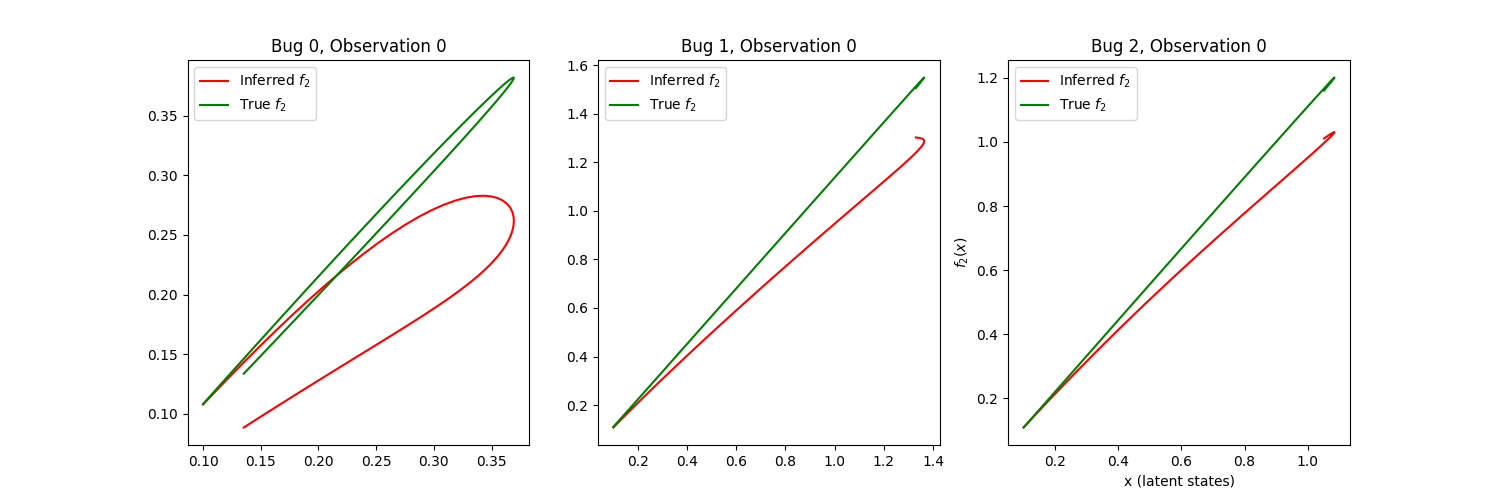 Bug 0, Observation 0
Inferred f₂
True f₂
0.35
0.30
0.25
0.20
0.15
0.10
0.10 0.15 0.20 0.25 0.30 0.35
Bug 1, Observation 0
Inferred f₂
True f₂
1.6
1.4
1.2
1.0
0.8
0.6
0.4
0.2
0.2 0.4 0.6 0.8 1.0 1.2 1.4
Bug 2, Observation 0
Inferred f₂
True f₂
f₂(x)
1.2
1.0
0.8
0.6
0.4
0.2
0.2 0.4 0.6 0.8 1.0
x (latent states)